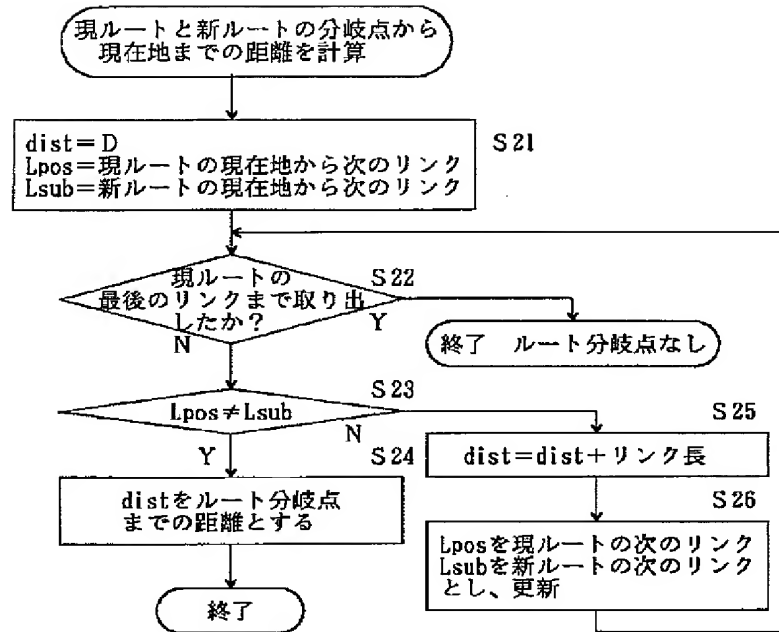 現ルートと新ルートの分岐点から
現在地までの距離を計算
S21
dist＝D
Lpos＝現ルートの現在地から次のリンク
Lsub＝新ルートの現在地から次のリンク
現ルートの
S22
最後のリンクまで取り出
したか？
Y
N
終了　ルート分岐点なし
S23
Lpos≠Lsub
N
Y
S25
dist＝dist＋リンク長
S24
distをルート分岐点
までの距離とする
S26
Lposを現ルートの次のリンク
Lsubを新ルートの次のリンク
とし、更新
終了